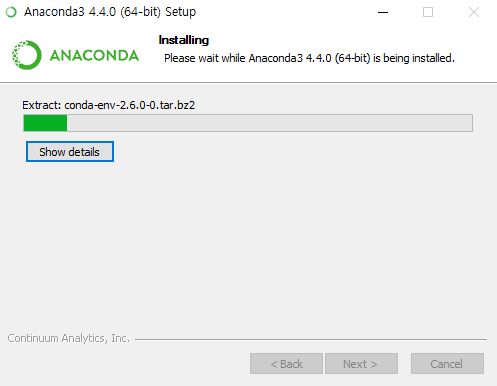 Anaconda3 4.4.0 (64-bit) Setup
ANACONDA
Installing
Please wait while Anaconda3 4.4.0 (64-bit) is being installed.
Extract: conda-env-2.6.0-0.tar.bz2
Show details
Continuum Analytics, Inc.
< Back Next > Cancel